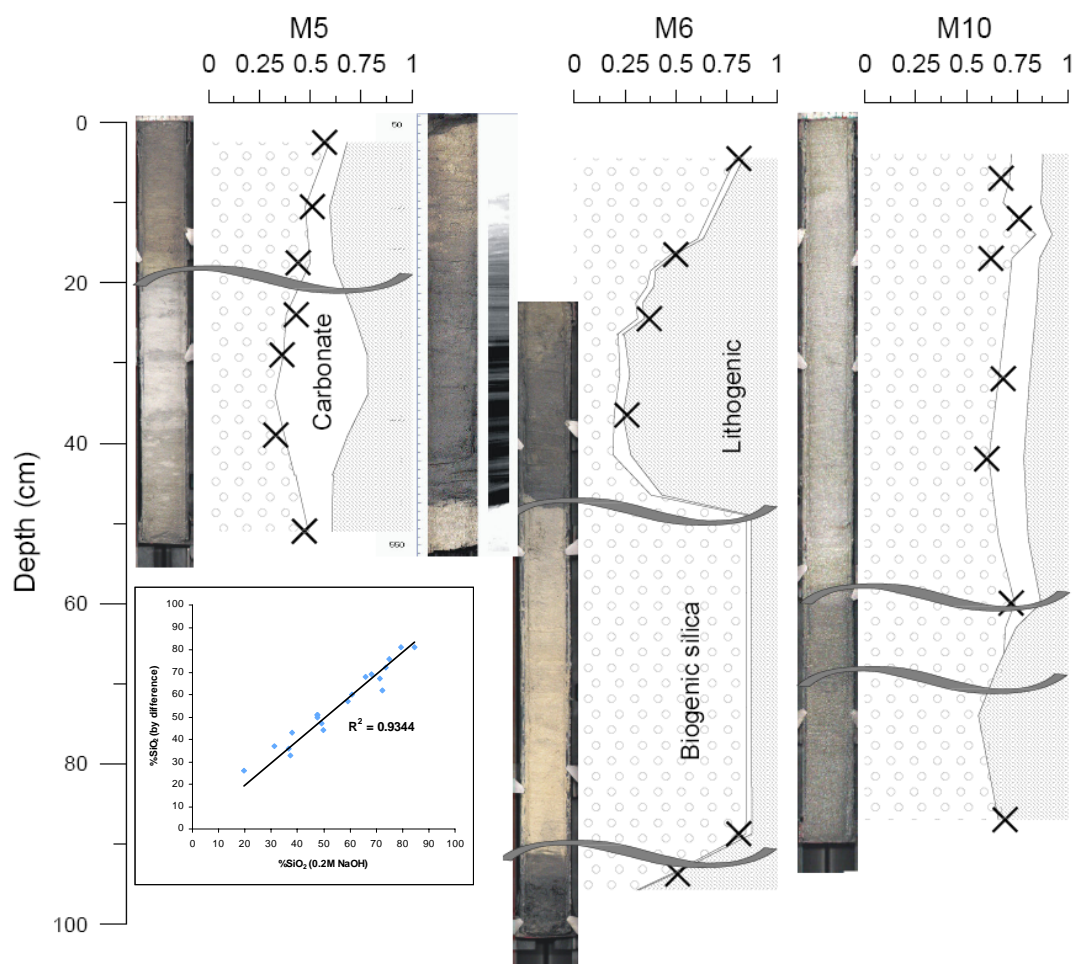 M5 M6 M10
0 0.25 0.5 0.75 1 0 0.25 0.5 0.75 1 0 0.25 0.5 0.75 1
0
20
40
60
80
100
Depth (cm)
50
550
Carbonate
Lithogenic
Biogenic silica
100
90
80
70
60
50
40
30
20
10
0
0 10 20 30 40 50 60 70 80 90 100
%SiO₂ (by difference)
%SiO₂ (0.2M NaOH)
R² = 0.9344